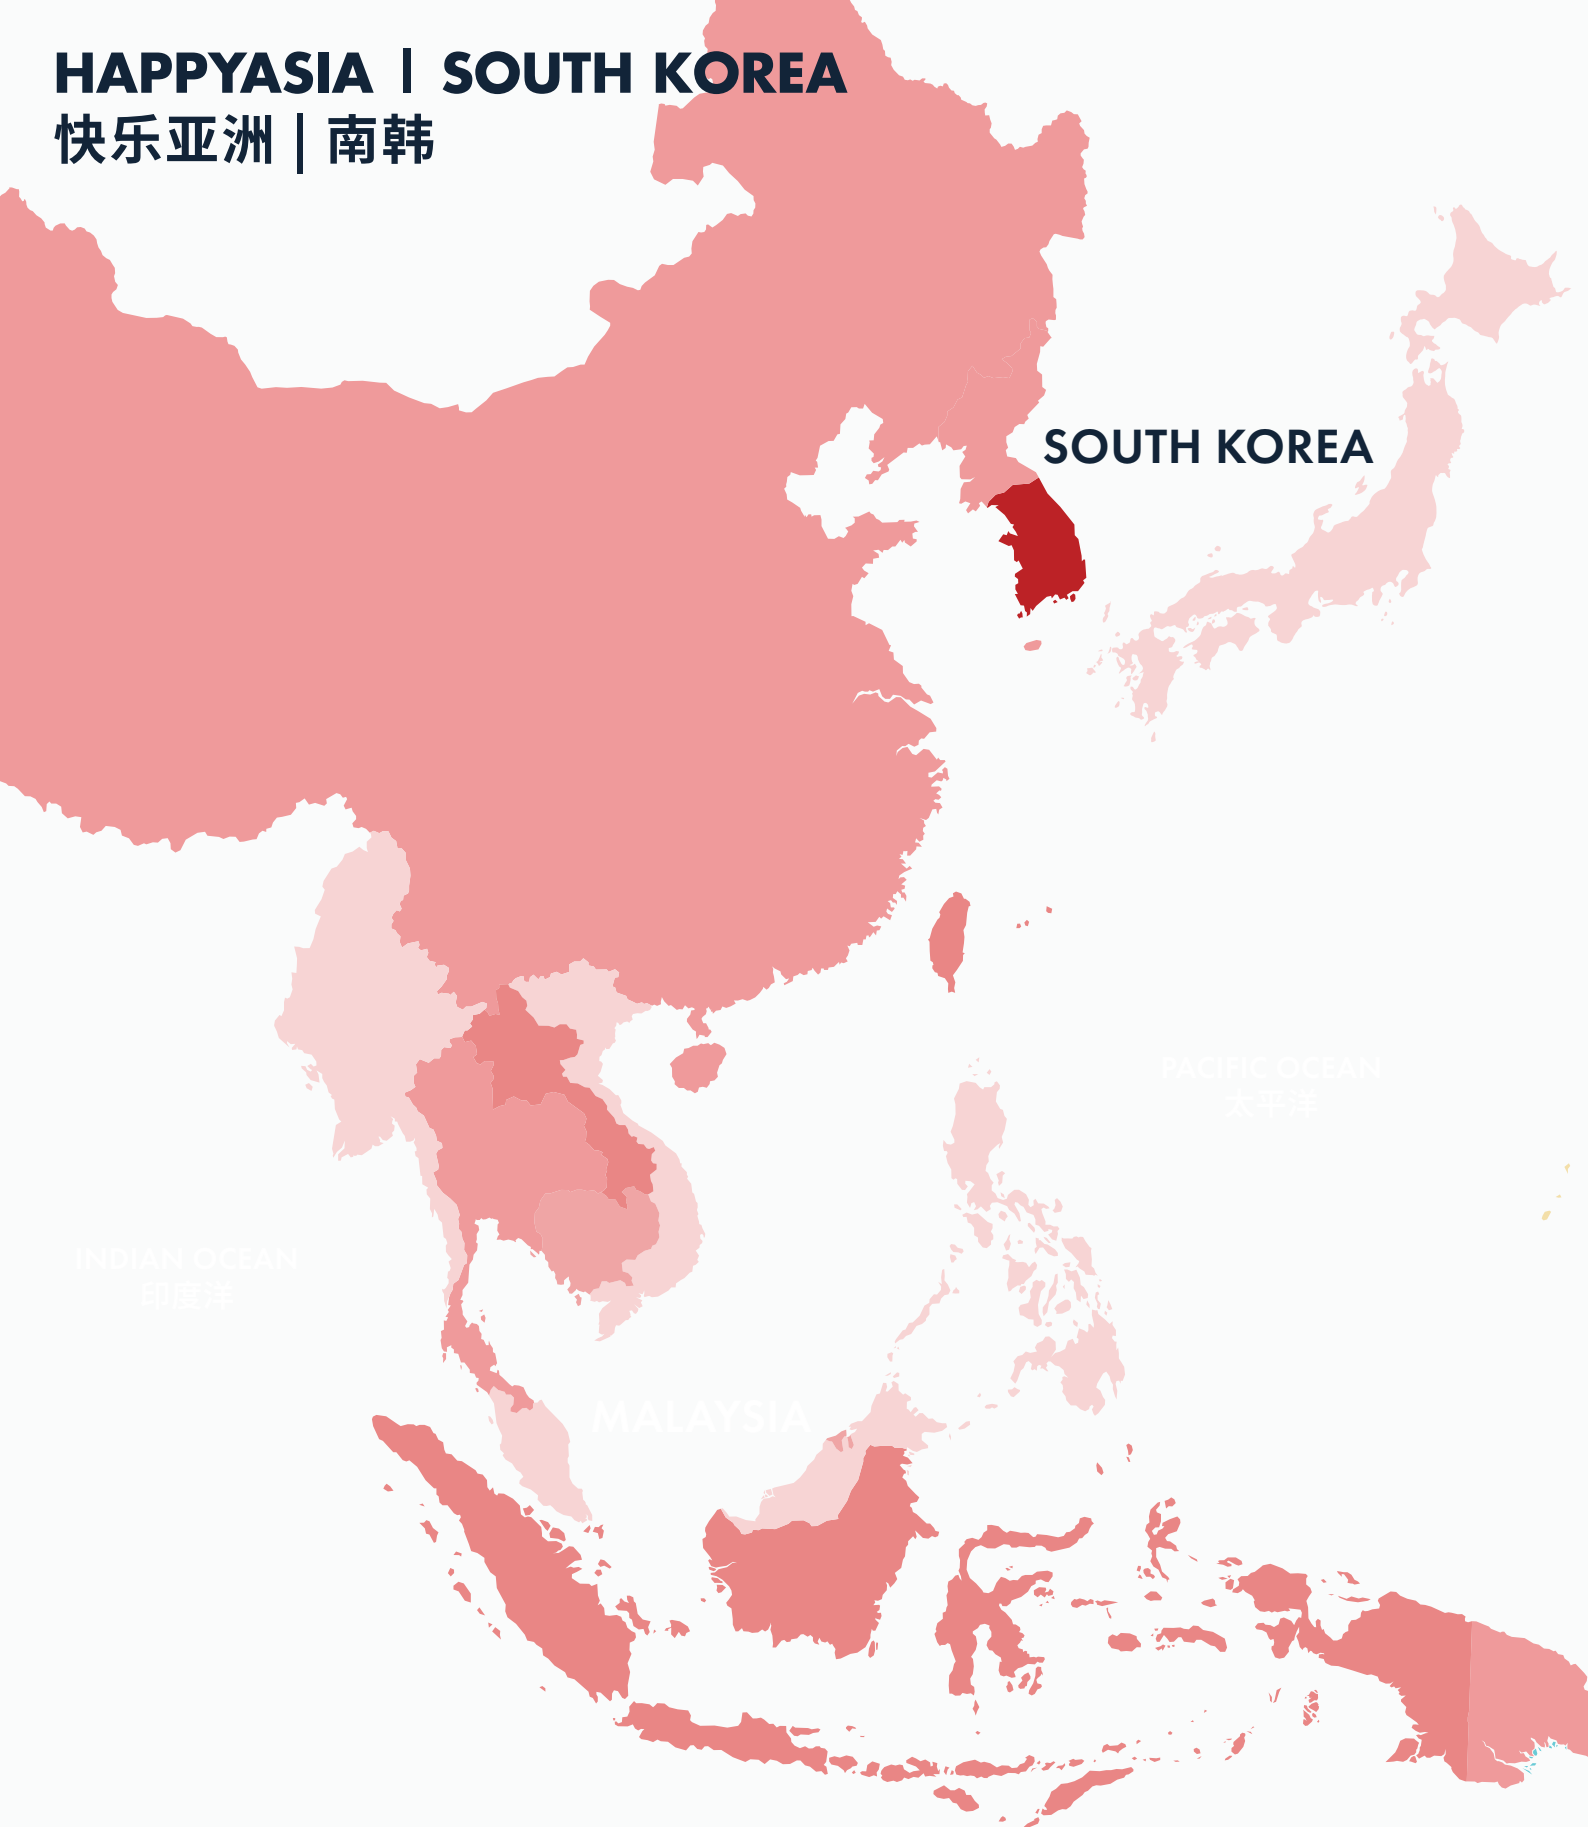 HAPPYASIA | SOUTH KOREA
快乐亚洲 | 南韩
SOUTH KOREA
PACIFIC OCEAN
太平洋
INDIAN OCEAN
印度洋
MALAYSIA